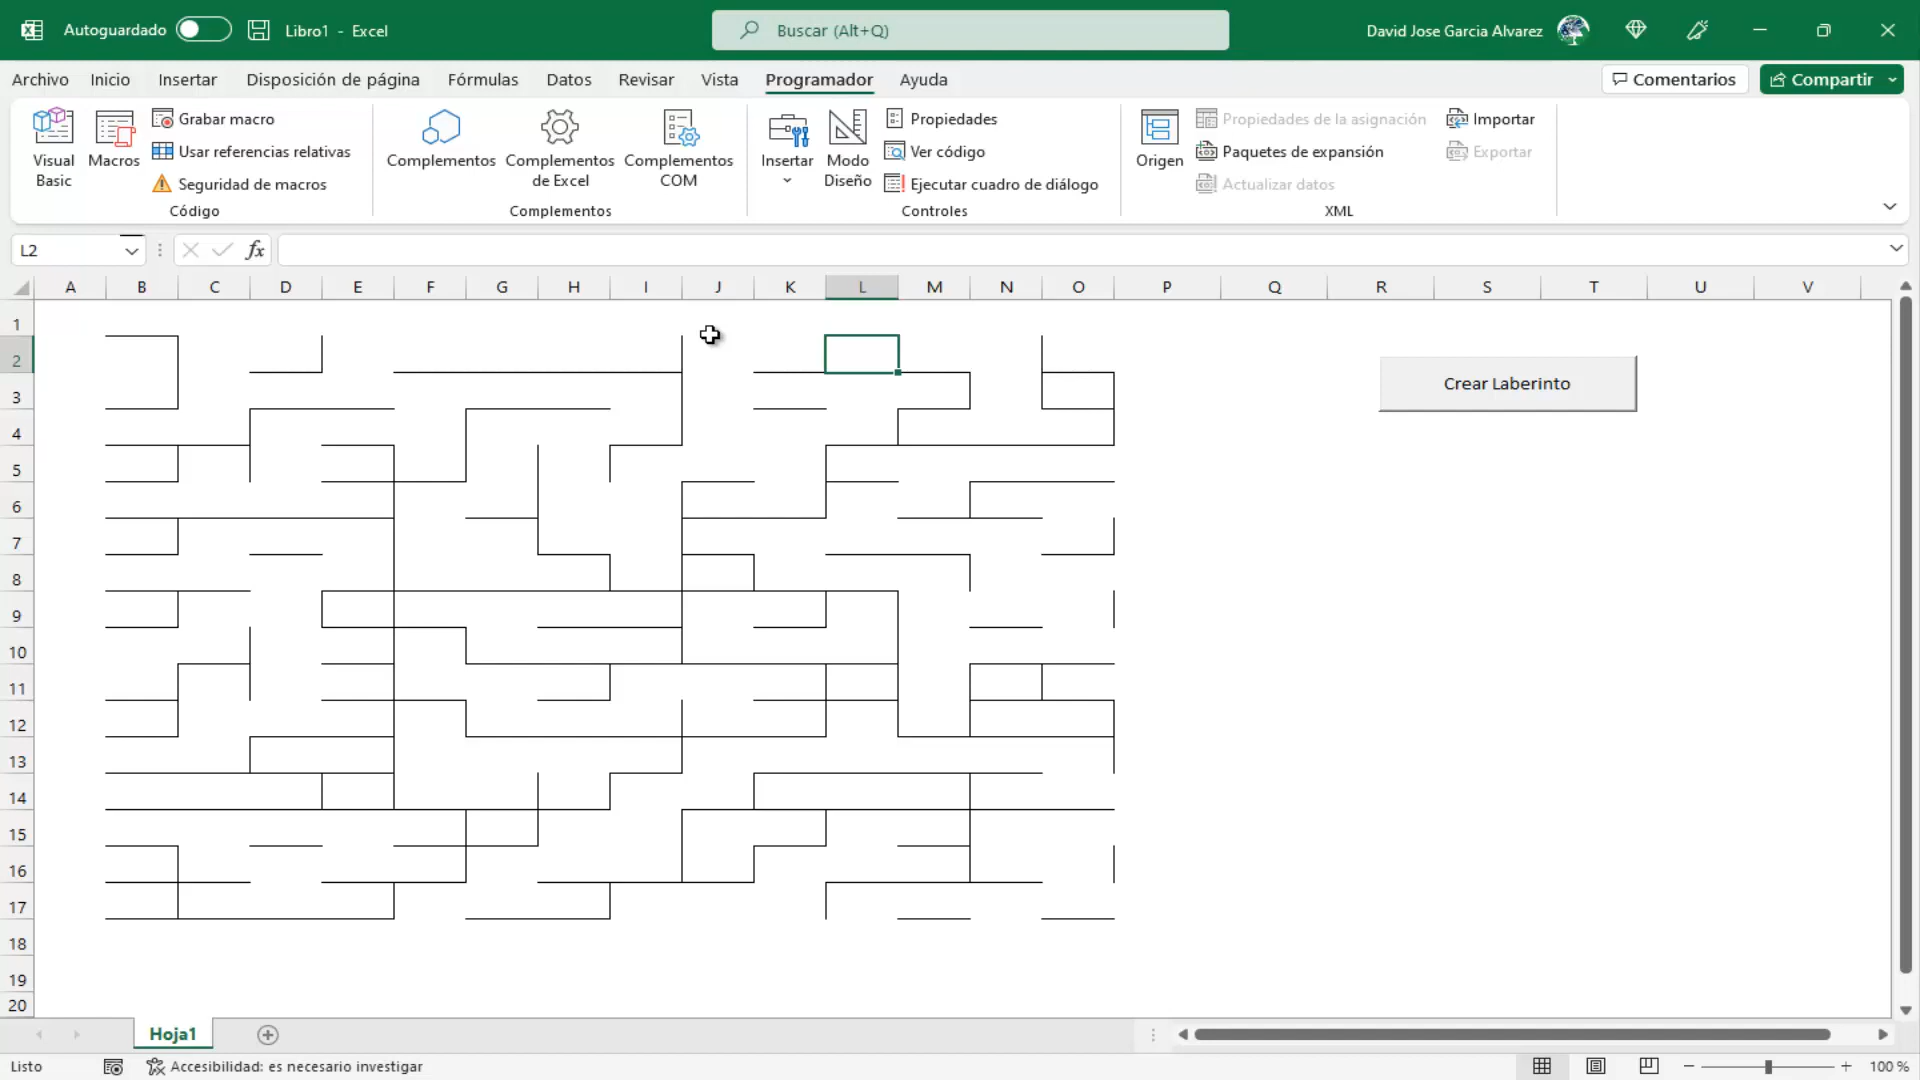 Autoguardado
Libro1 - Excel
Buscar (Alt+Q)
David Jose Garcia Alvarez
Archivo Inicio Insertar Disposición de página Fórmulas Datos Revisar Vista Programador Ayuda
Comentarios
Compartir
Visual Basic
Macros
Grabar macro
Usar referencias relativas
Seguridad de macros
Código
Complementos
Complementos de Excel
Complementos COM
Complementos
Insertar
Modo Diseño
Propiedades
Ver código
Ejecutar cuadro de diálogo
Controles
Origen
Propiedades de la asignación
Paquetes de expansión
Actualizar datos
Importar
Exportar
XML
L2
fx
A B C D E F G H I J K L M N O P Q R S T U V
1
2
3
4
5
6
7
8
9
10
11
12
13
14
15
16
17
18
19
20
Crear Laberinto
Hoja1
Listo
Accesibilidad: es necesario investigar
100 %